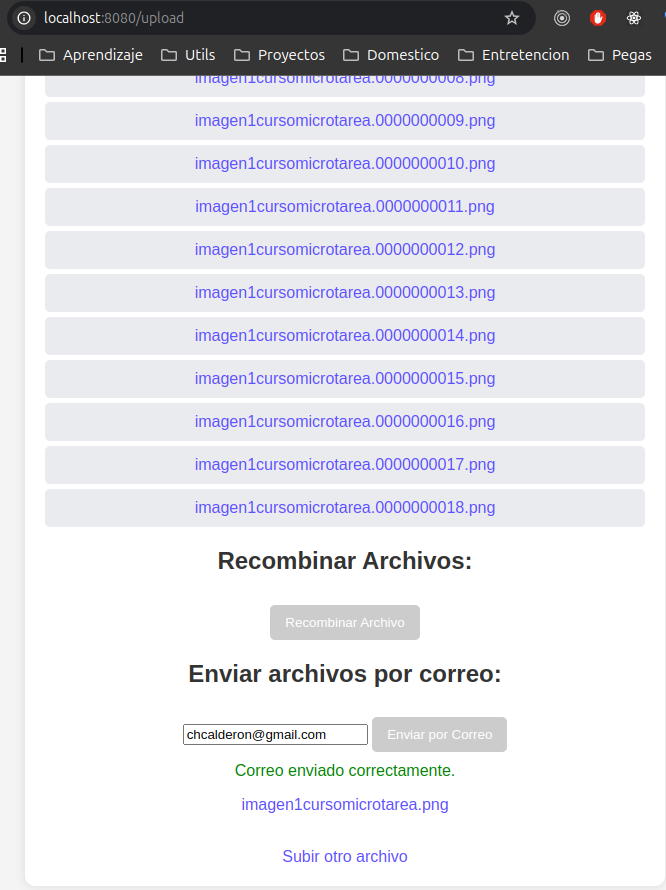 localhost:8080/upload
Aprendizaje Utils Proyectos Domestico Entretencion Pegas
imagen1cursomicrotarea.0000000008.png
imagen1cursomicrotarea.0000000009.png
imagen1cursomicrotarea.0000000010.png
imagen1cursomicrotarea.0000000011.png
imagen1cursomicrotarea.0000000012.png
imagen1cursomicrotarea.0000000013.png
imagen1cursomicrotarea.0000000014.png
imagen1cursomicrotarea.0000000015.png
imagen1cursomicrotarea.0000000016.png
imagen1cursomicrotarea.0000000017.png
imagen1cursomicrotarea.0000000018.png
Recombinar Archivos:
Recombinar Archivo
Enviar archivos por correo:
chcalderon@gmail.com Enviar por Correo
Correo enviado correctamente.
imagen1cursomicrotarea.png
Subir otro archivo